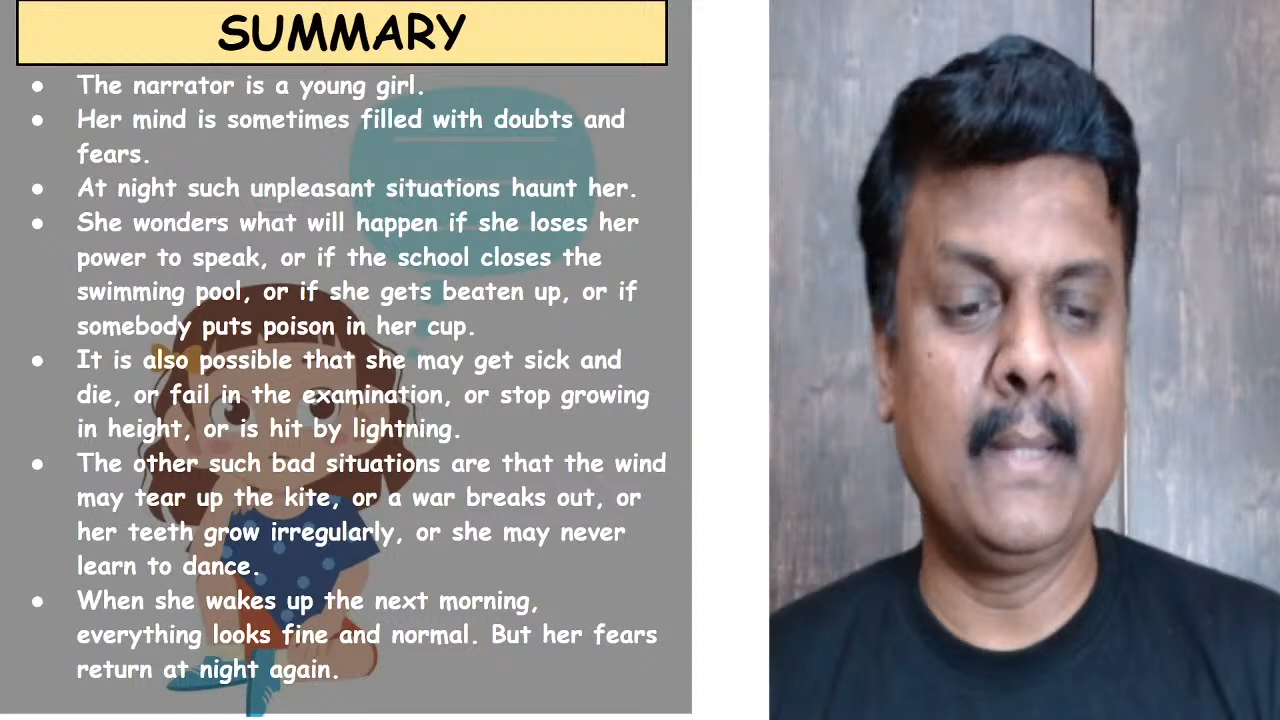 SUMMARY
● The narrator is a young girl.
● Her mind is sometimes filled with doubts and
fears.
● At night such unpleasant situations haunt her.
● She wonders what will happen if she loses her
power to speak, or if the school closes the
swimming pool, or if she gets beaten up, or if
somebody puts poison in her cup.
● It is also possible that she may get sick and
die, or fail in the examination, or stop growing
in height, or is hit by lightning.
● The other such bad situations are that the wind
may tear up the kite, or a war breaks out, or
her teeth grow irregularly, or she may never
learn to dance.
● When she wakes up the next morning,
everything looks fine and normal. But her fears
return at night again.